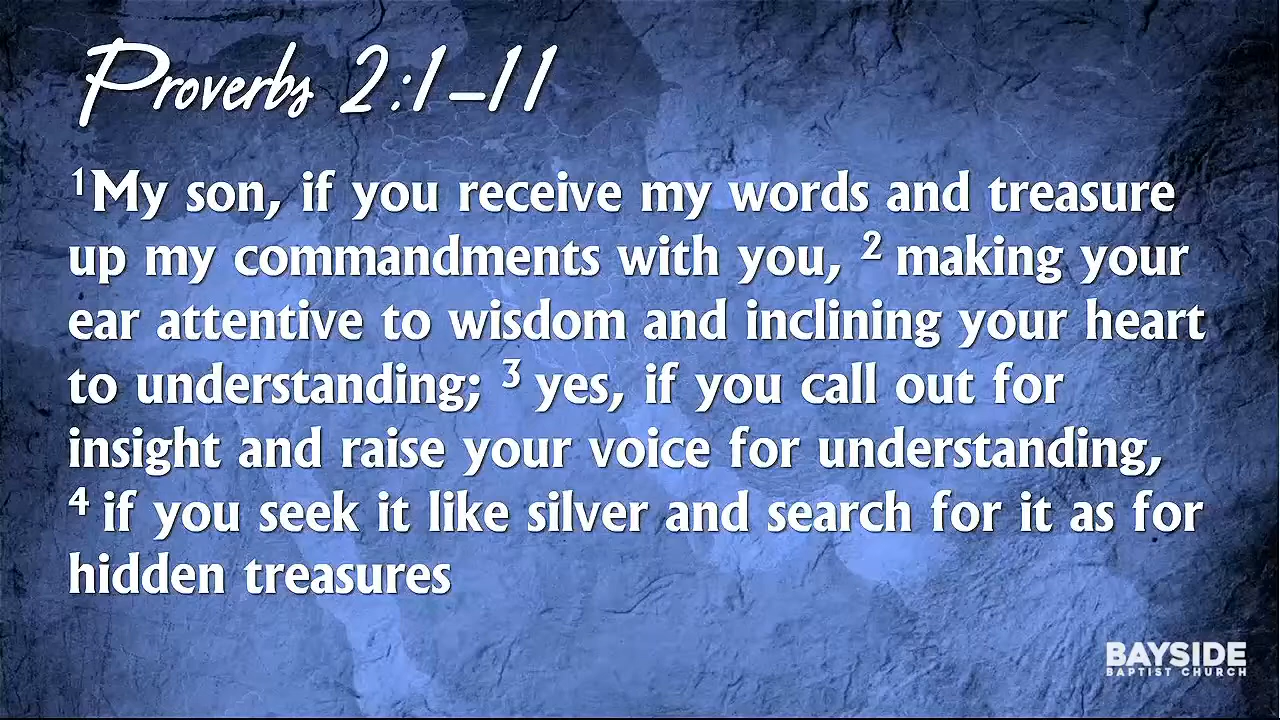 Proverbs 2:1–11
¹My son, if you receive my words and treasure
up my commandments with you, ² making your
ear attentive to wisdom and inclining your heart
to understanding; ³ yes, if you call out for
insight and raise your voice for understanding,
⁴ if you seek it like silver and search for it as for
hidden treasures
BAYSIDE
BAPTIST CHURCH